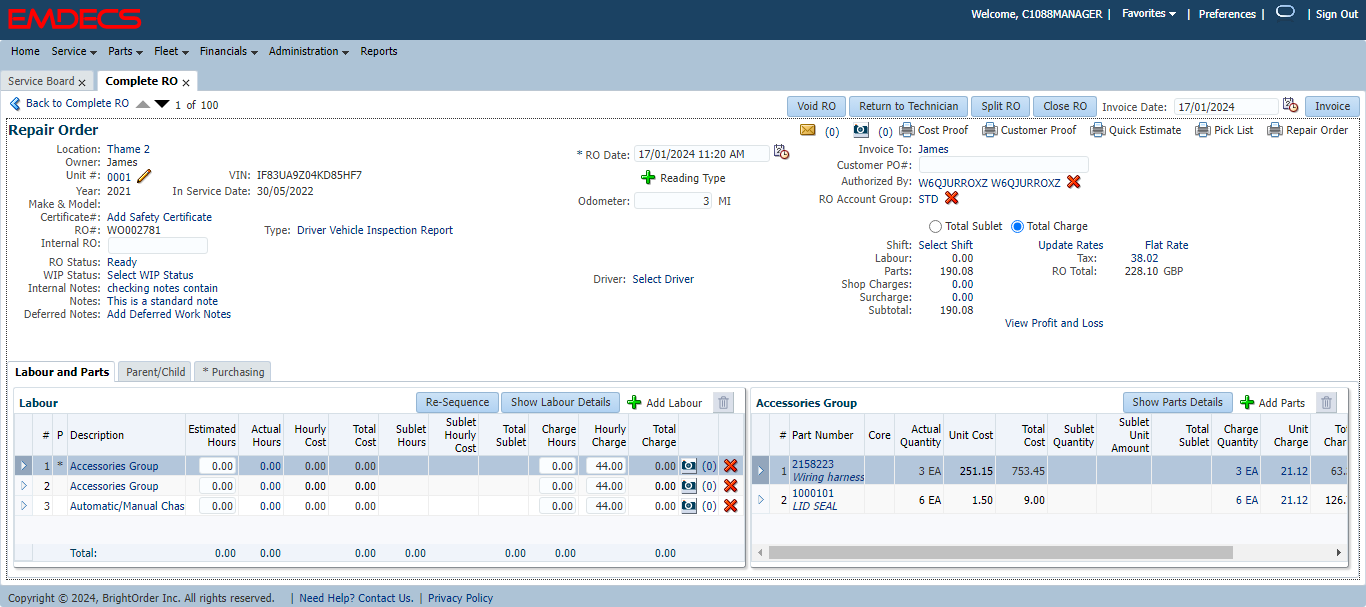 EMDECS
Welcome, C1088MANAGER | Favorites | Preferences | | Sign Out
Home Service Parts Fleet Financials Administration Reports
Service Board x Complete RO x
Back to Complete RO 1 of 100 Void RO Return to Technician Split RO Close RO Invoice Date: 17/01/2024 Invoice
Repair Order (0) (0) Cost Proof Customer Proof Quick Estimate Pick List Repair Order
Location: Thame 2
Owner: James
Unit #: 0001 VIN: IF83UA9Z04KD85HF7
Year: 2021 In Service Date: 30/05/2022
Make & Model:
Certificate#: Add Safety Certificate
RO#: WO002781 Type: Driver Vehicle Inspection Report
Internal RO:
RO Status: Ready
WIP Status: Select WIP Status
Internal Notes: checking notes contain
Notes: This is a standard note
Deferred Notes: Add Deferred Work Notes
* RO Date: 17/01/2024 11:20 AM
Reading Type
Odometer: 3 MI
Driver: Select Driver
Invoice To: James
Customer PO#:
Authorized By: W6QJURROXZ W6QJURROXZ
RO Account Group: STD
Total Sublet Total Charge
Shift: Select Shift Update Rates Flat Rate
Labour: 0.00 Tax: 38.02
Parts: 190.08 RO Total: 228.10 GBP
Shop Charges: 0.00
Surcharge: 0.00
Subtotal: 190.08
View Profit and Loss
Labour and Parts Parent/Child * Purchasing
Labour Re-Sequence Show Labour Details Add Labour
# P Description Estimated Hours Actual Hours Hourly Cost Total Cost Sublet Hours Sublet Hourly Cost Total Sublet Charge Hours Hourly Charge Total Charge
1 * Accessories Group 0.00 0.00 0.00 0.00 0.00 44.00 0.00 (0)
2 Accessories Group 0.00 0.00 0.00 0.00 0.00 44.00 0.00 (0)
3 Automatic/Manual Chas 0.00 0.00 0.00 0.00 0.00 44.00 0.00 (0)
Total: 0.00 0.00 0.00 0.00 0.00 0.00 0.00
Accessories Group Show Parts Details Add Parts
# Part Number Core Actual Quantity Unit Cost Total Cost Sublet Quantity Sublet Unit Amount Total Sublet Charge Quantity Unit Charge Tot Char
1 2158223 3 EA 251.15 753.45 3 EA 21.12 63.
Wiring harness
2 1000101 6 EA 1.50 9.00 6 EA 21.12 126.
LID SEAL
Copyright © 2024, BrightOrder Inc. All rights reserved. | Need Help? Contact Us. | Privacy Policy